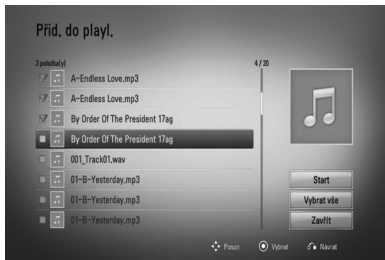 Přid. do playl.
3 položka(y)
4 / 20
A-Endless Love.mp3
A-Endless Love.mp3
By Order Of The President 17ag
By Order Of The President 17ag
001_Track01.wav
01-B-Yesterday.mp3
01-B-Yesterday.mp3
01-B-Yesterday.mp3
Start
Vybrat vše
Zavřít
Posun
Vybrat
Návrat